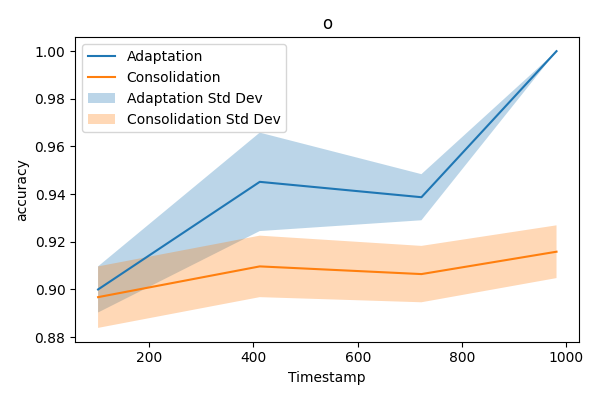 o
1.00
0.98
0.96
0.94
0.92
0.90
0.88
accuracy
Adaptation
Consolidation
Adaptation Std Dev
Consolidation Std Dev
200
400
600
800
1000
Timestamp